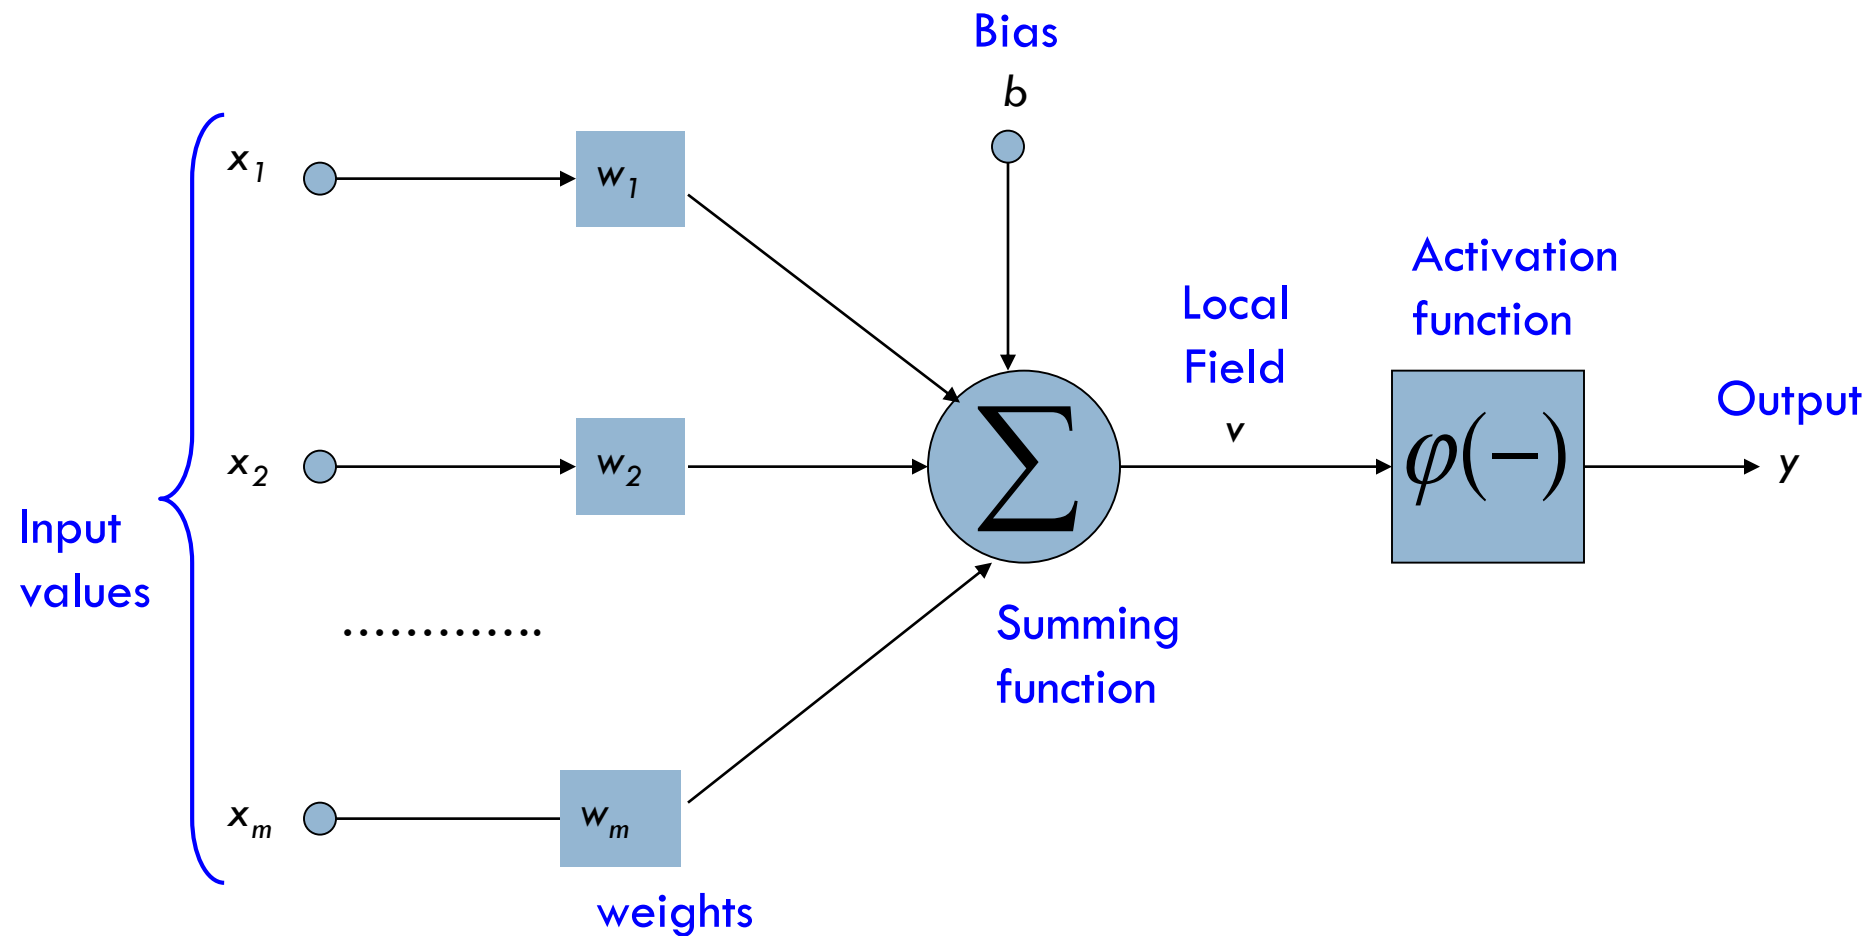 Bias
b
x1
w1
Activation
function
Local
Field
v
Output
y
x2
w2
∑
φ(−)
Input
values
.............
Summing
function
xm
wm
weights